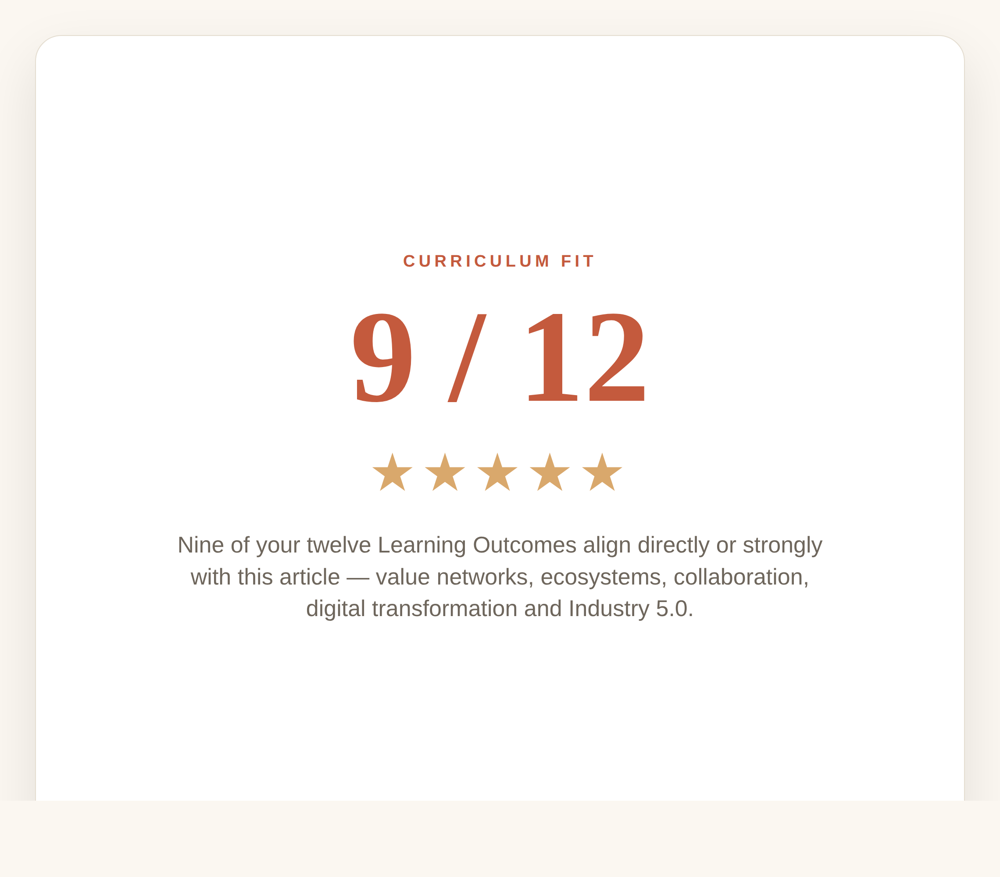 CURRICULUM FIT
9 / 12
★★★★★
Nine of your twelve Learning Outcomes align directly or strongly
with this article — value networks, ecosystems, collaboration,
digital transformation and Industry 5.0.